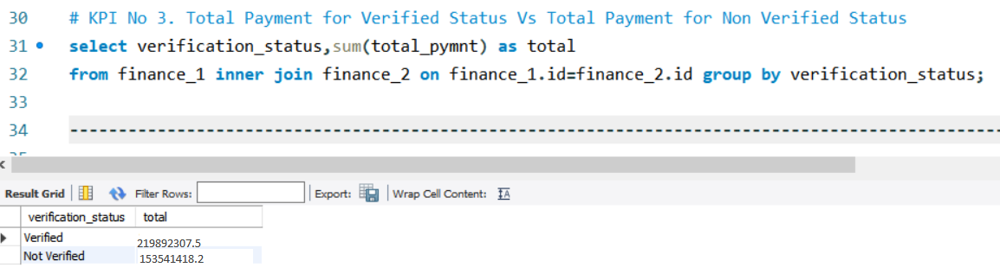 30 # KPI No 3. Total Payment for Verified Status Vs Total Payment for Non Verified Status
31 select verification_status,sum(total_pymnt) as total
32 from finance_1 inner join finance_2 on finance_1.id=finance_2.id group by verification_status;
33
34 ------------------------------------------------------------------------------------------
Result Grid Filter Rows: Export: Wrap Cell Content: IA
verification_status total
Verified 219892307.5
Not Verified 153541418.2